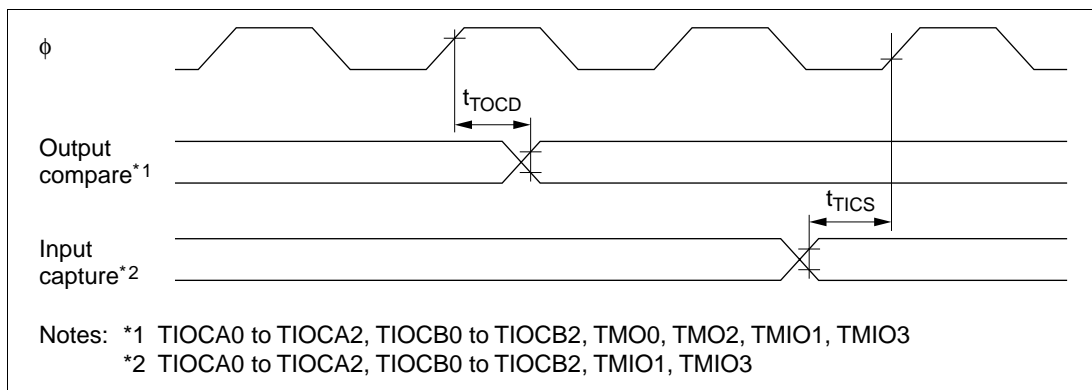 ϕ
tTOCD
Output
compare*1
tTICS
Input
capture*2
Notes: *1 TIOCA0 to TIOCA2, TIOCB0 to TIOCB2, TMO0, TMO2, TMIO1, TMIO3
*2 TIOCA0 to TIOCA2, TIOCB0 to TIOCB2, TMIO1, TMIO3